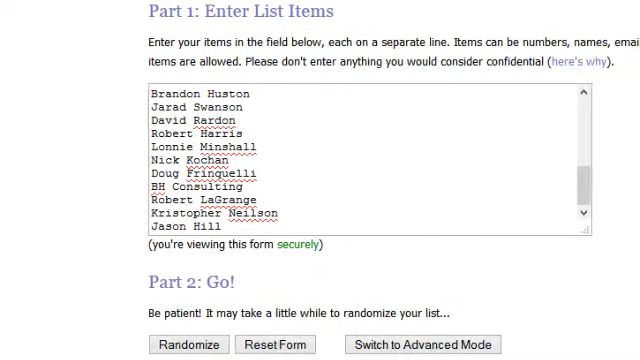 Part 1: Enter List Items
Enter your items in the field below, each on a separate line. Items can be numbers, names, emai
items are allowed. Please don't enter anything you would consider confidential (here's why).
Brandon Huston
Jarad Swanson
David Rardon
Robert Harris
Lonnie Minshall
Nick Kochan
Doug Fringuelli
BH Consulting
Robert LaGrange
Kristopher Neilson
Jason Hill
(you're viewing this form securely)
Part 2: Go!
Be patient! It may take a little while to randomize your list...
Randomize Reset Form Switch to Advanced Mode